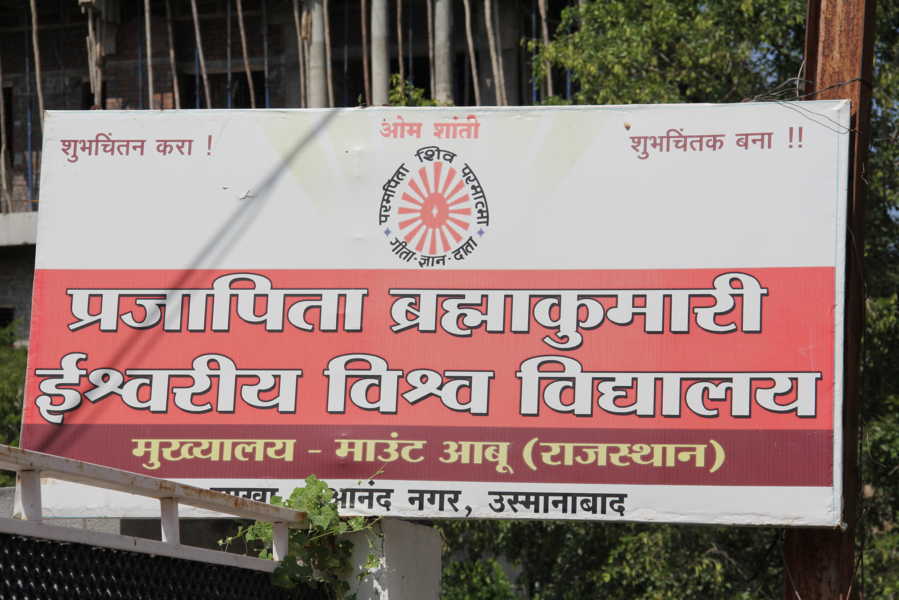 ओम शांती
शुभचिंतन करा !
शुभचिंतक बना !!
परमपिता शिव परमात्मा
गीता-ज्ञान-दाता
प्रजापिता ब्रह्माकुमारी
ईश्वरीय विश्व विद्यालय
मुख्यालय - माउंट आबू (राजस्थान)
आनंद नगर, उस्मानाबाद